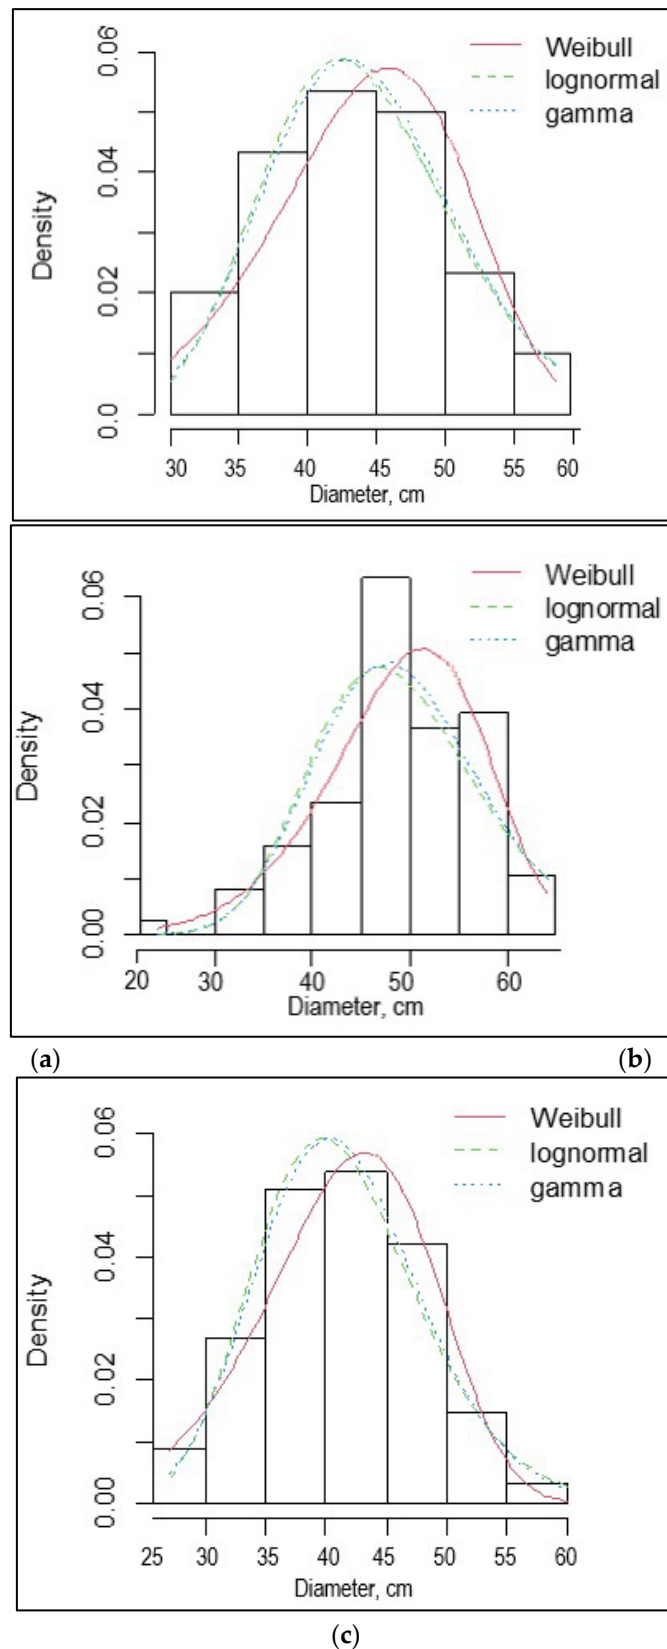 Weibull
lognormal
gamma
Density
0.0 0.02 0.04 0.06
30 35 40 45 50 55 60
Diameter, cm
Weibull
lognormal
gamma
Density
0.00 0.02 0.04 0.06
20 30 40 50 60
Diameter, cm
(a) (b)
Weibull
lognormal
gamma
Density
0.00 0.02 0.04 0.06
25 30 35 40 45 50 55 60
Diameter, cm
(c)